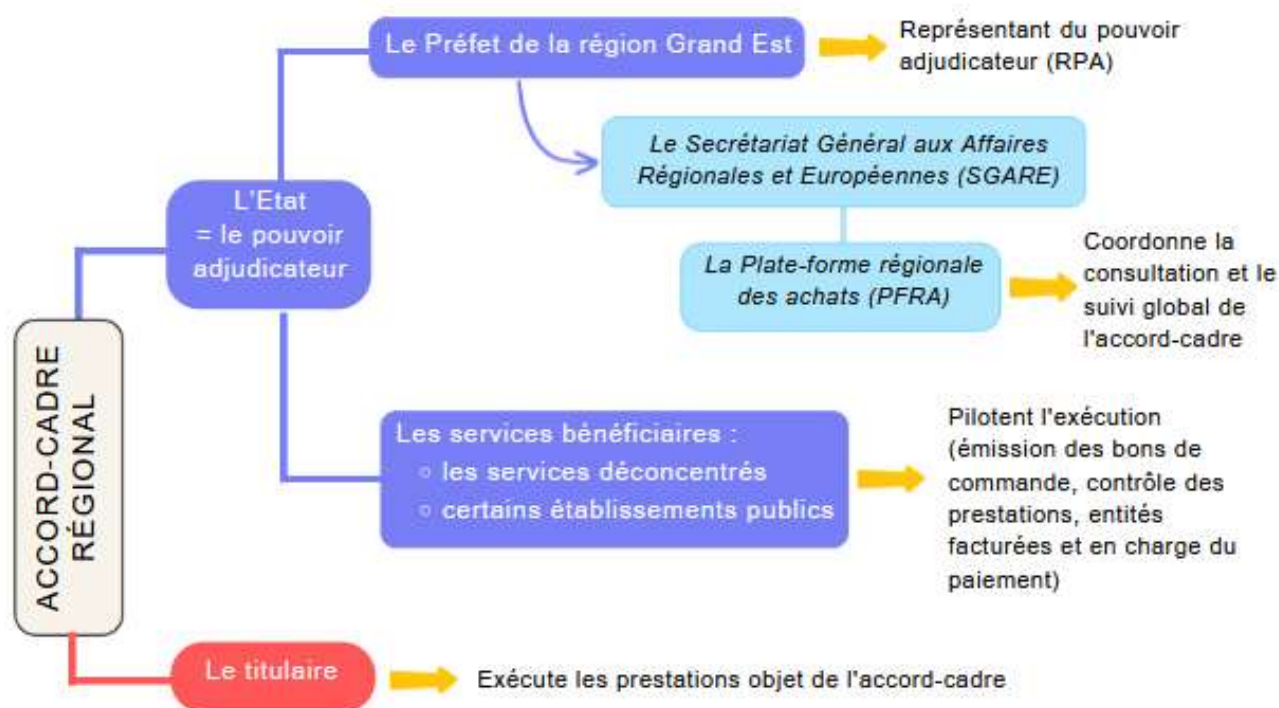 Le Préfet de la région Grand Est
Représentant du pouvoir
adjudicateur (RPA)
Le Secrétariat Général aux Affaires
Régionales et Européennes (SGARE)
L'Etat
= le pouvoir
adjudicateur
La Plate-forme régionale
des achats (PFRA)
Coordonne la
consultation et le
suivi global de
l'accord-cadre
ACCORD-CADRE
RÉGIONAL
Les services bénéficiaires :
○ les services déconcentrés
○ certains établissements publics
Pilotent l'exécution
(émission des bons de
commande, contrôle des
prestations, entités
facturées et en charge du
paiement)
Le titulaire
Exécute les prestations objet de l'accord-cadre